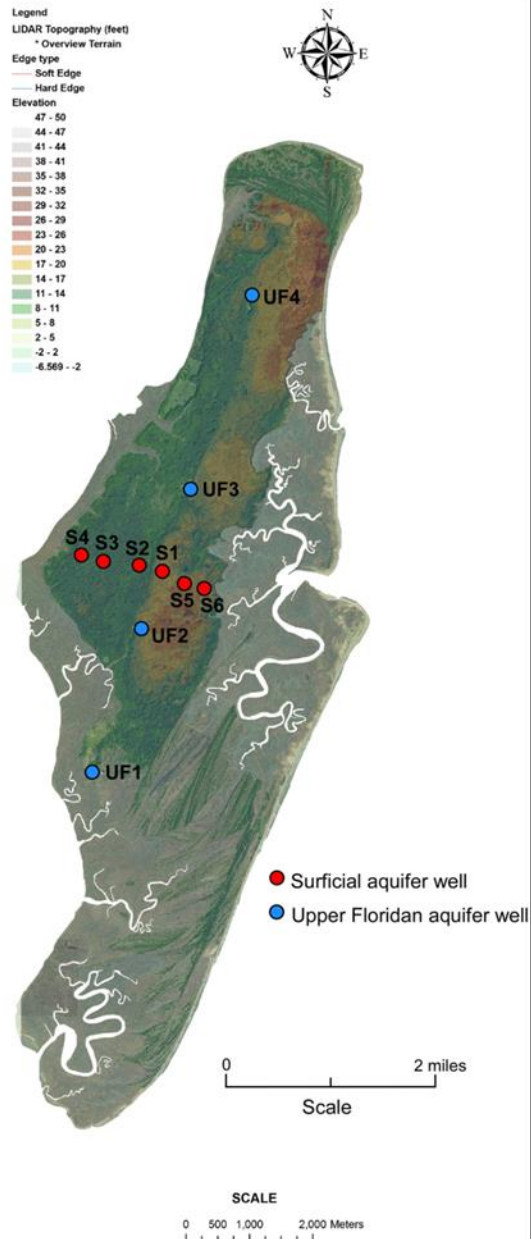 Legend
LIDAR Topography (feet)
* Overview Terrain
Edge type
Soft Edge
Hard Edge
Elevation
47 - 50
44 - 47
41 - 44
38 - 41
35 - 38
32 - 35
29 - 32
26 - 29
23 - 26
20 - 23
17 - 20
14 - 17
11 - 14
8 - 11
5 - 8
2 - 5
-2 - 2
-6.569 - -2
N
W E
S
UF4
UF3
S4 S3 S2 S1
S5 S6
UF2
UF1
Surficial aquifer well
Upper Floridan aquifer well
0 2 miles
Scale
SCALE
0 500 1,000 2,000 Meters